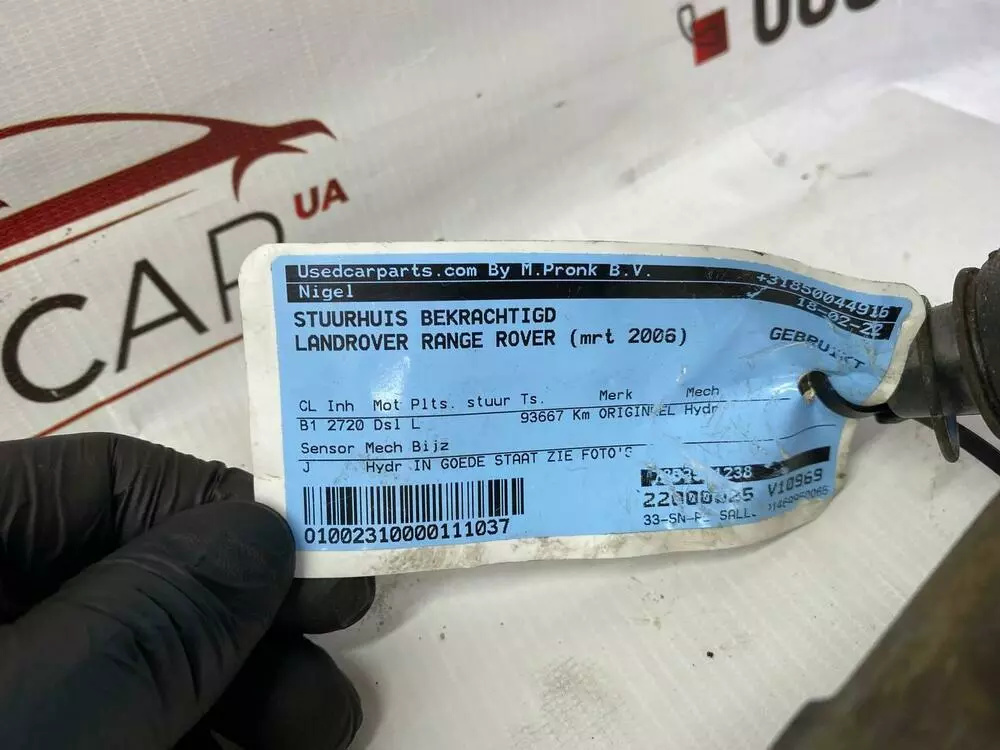 UA
CAR
Usedcarparts.com By M.Pronk B.V. +31850044916
Nigel 18-02-22
STUURHUIS BEKRACHTIGD
LANDROVER RANGE ROVER (mrt 2006) GEBRUIKT
CL Inh Mot Plts. stuur Ts. Merk Mech
B1 2720 Dsl L 93667 Km ORIGINEEL Hydr
Sensor Mech Bijz
J Hydr IN GOEDE STAAT ZIE FOTO'S
V10969
33-SN-
01002310000111037